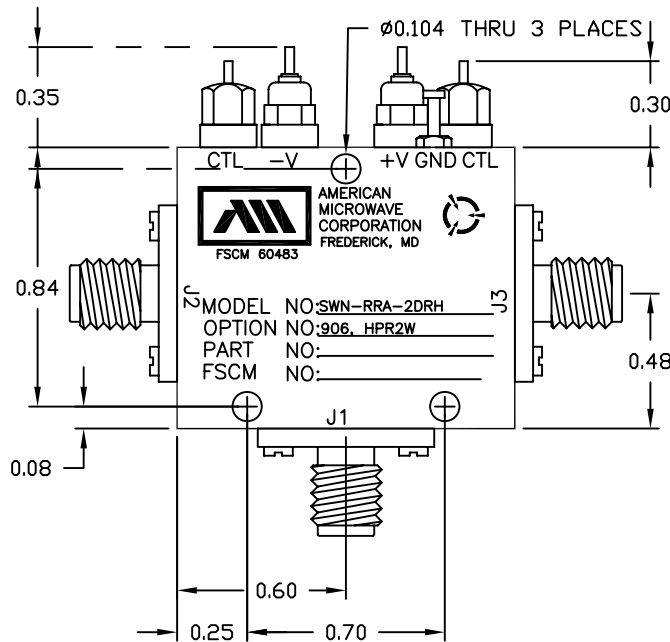 Ø0.104 THRU 3 PLACES
0.35
0.30
CTL -V +V GND CTL
AMERICAN
MICROWAVE
CORPORATION
FREDERICK, MD
FSCM 60483
0.84
J2
J3
MODEL NO:SWN-RRA-2DRH
OPTION NO:906, HPR2W
PART NO:
FSCM NO:
0.48
J1
0.08
0.60
0.25
0.70